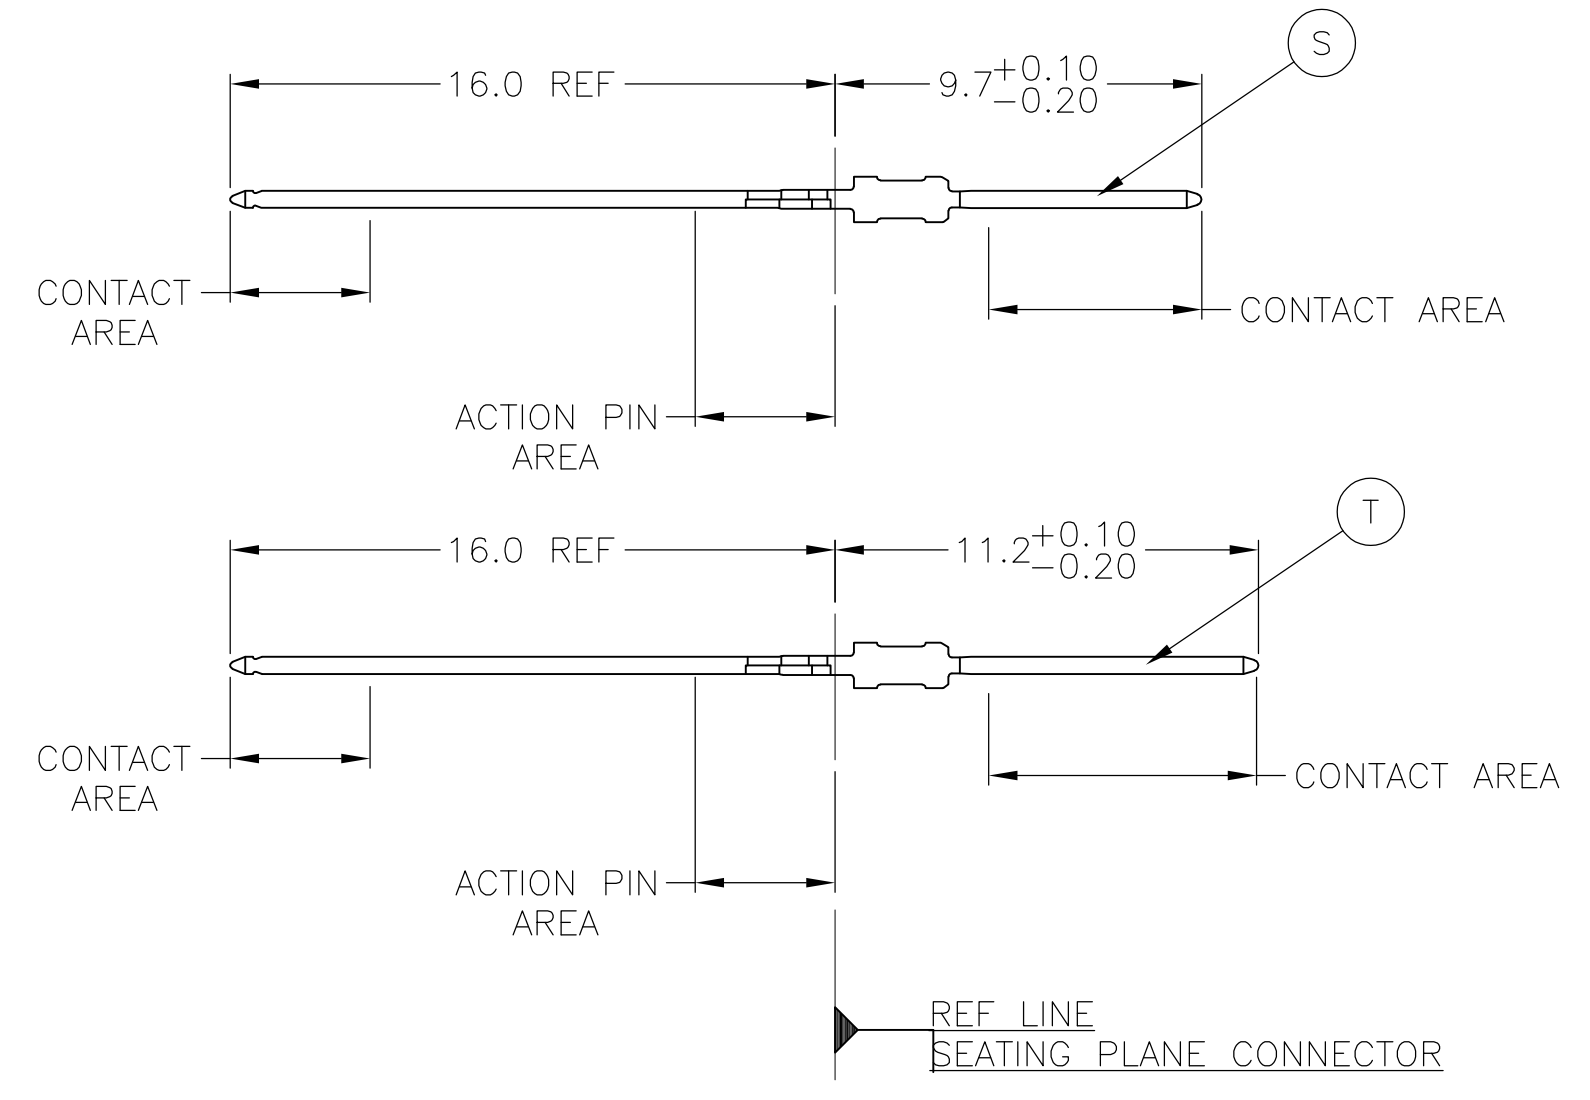 S
16.0 REF
9.7 +0.10
-0.20
CONTACT
AREA
CONTACT AREA
ACTION PIN
AREA
T
16.0 REF
11.2 +0.10
-0.20
CONTACT
AREA
CONTACT AREA
ACTION PIN
AREA
REF LINE
SEATING PLANE CONNECTOR